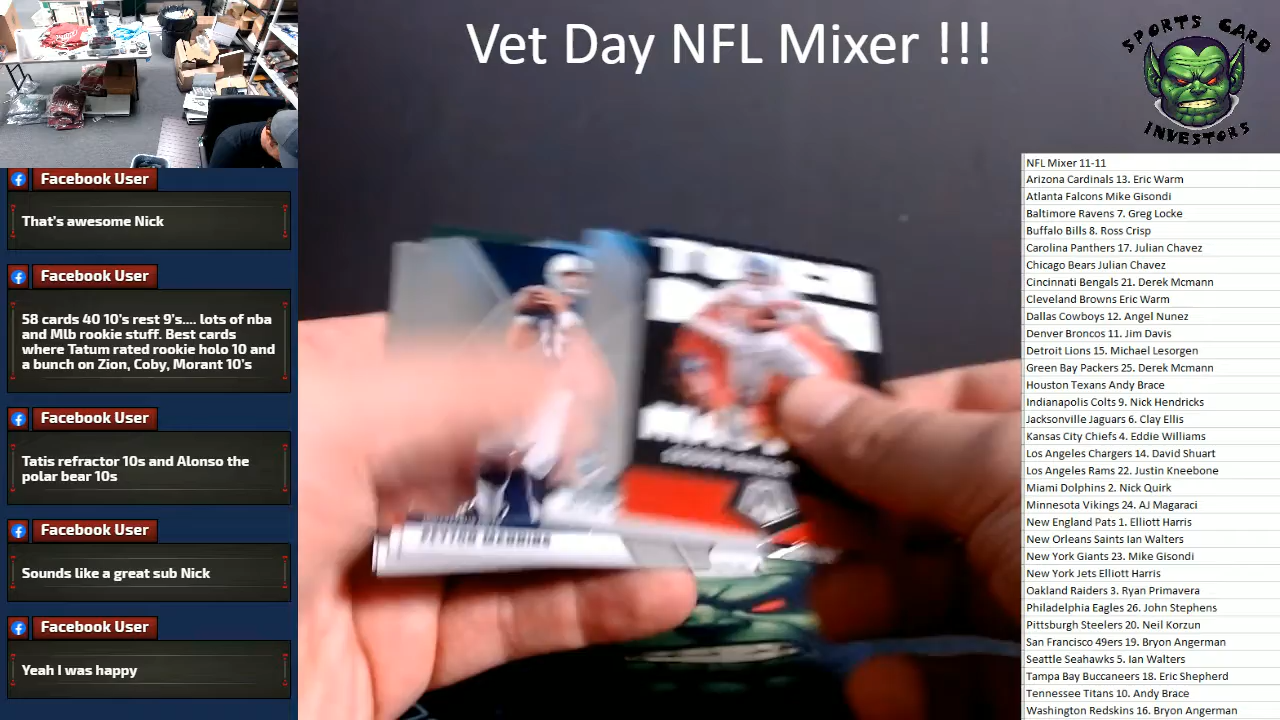 Vet Day NFL Mixer !!!
SPORTS CARD
INVESTORS
Facebook User
That's awesome Nick
Facebook User
58 cards 40 10's rest 9's.... lots of nba
and Mlb rookie stuff. Best cards
where Tatum rated rookie holo 10 and
a bunch on Zion, Coby, Morant 10's
Facebook User
Tatis refractor 10s and Alonso the
polar bear 10s
Facebook User
Sounds like a great sub Nick
Facebook User
Yeah I was happy
PEYTON MANNING
NFL Mixer 11-11
Arizona Cardinals 13. Eric Warm
Atlanta Falcons Mike Gisondi
Baltimore Ravens 7. Greg Locke
Buffalo Bills 8. Ross Crisp
Carolina Panthers 17. Julian Chavez
Chicago Bears Julian Chavez
Cincinnati Bengals 21. Derek Mcmann
Cleveland Browns Eric Warm
Dallas Cowboys 12. Angel Nunez
Denver Broncos 11. Jim Davis
Detroit Lions 15. Michael Lesorgen
Green Bay Packers 25. Derek Mcmann
Houston Texans Andy Brace
Indianapolis Colts 9. Nick Hendricks
Jacksonville Jaguars 6. Clay Ellis
Kansas City Chiefs 4. Eddie Williams
Los Angeles Chargers 14. David Shuart
Los Angeles Rams 22. Justin Kneebone
Miami Dolphins 2. Nick Quirk
Minnesota Vikings 24. AJ Magaraci
New England Pats 1. Elliott Harris
New Orleans Saints Ian Walters
New York Giants 23. Mike Gisondi
New York Jets Elliott Harris
Oakland Raiders 3. Ryan Primavera
Philadelphia Eagles 26. John Stephens
Pittsburgh Steelers 20. Neil Korzun
San Francisco 49ers 19. Bryon Angerman
Seattle Seahawks 5. Ian Walters
Tampa Bay Buccaneers 18. Eric Shepherd
Tennessee Titans 10. Andy Brace
Washington Redskins 16. Bryon Angerman